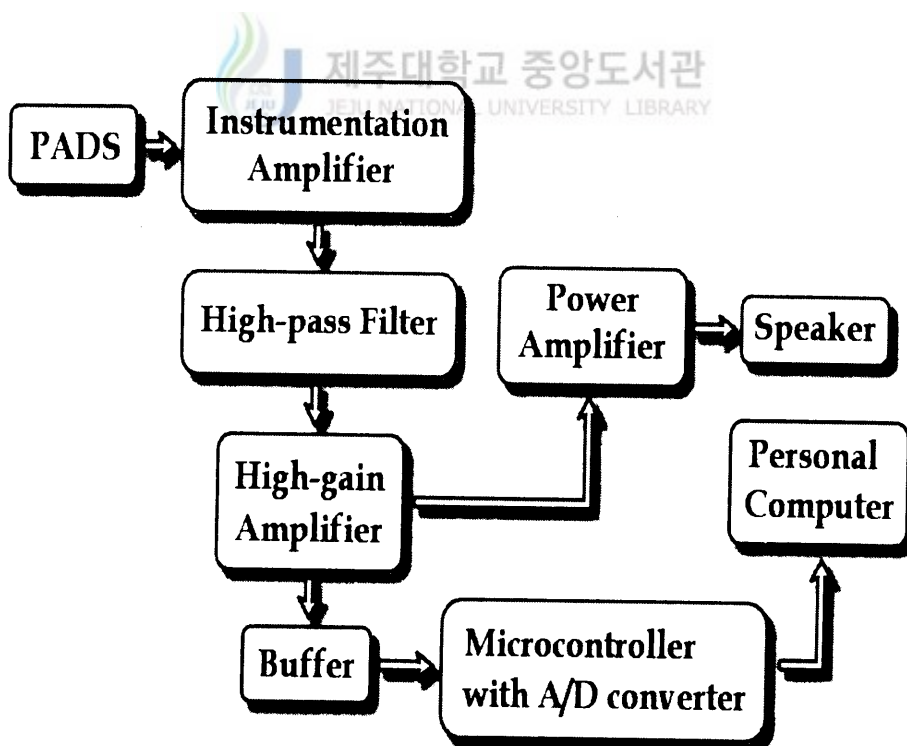 제주대학교 중앙도서관
JEJU
JEJU NATIONAL UNIVERSITY LIBRARY
PADS
Instrumentation
Amplifier
High-pass Filter
Power
Amplifier
Speaker
High-gain
Amplifier
Personal
Computer
Buffer
Microcontroller
with A/D converter